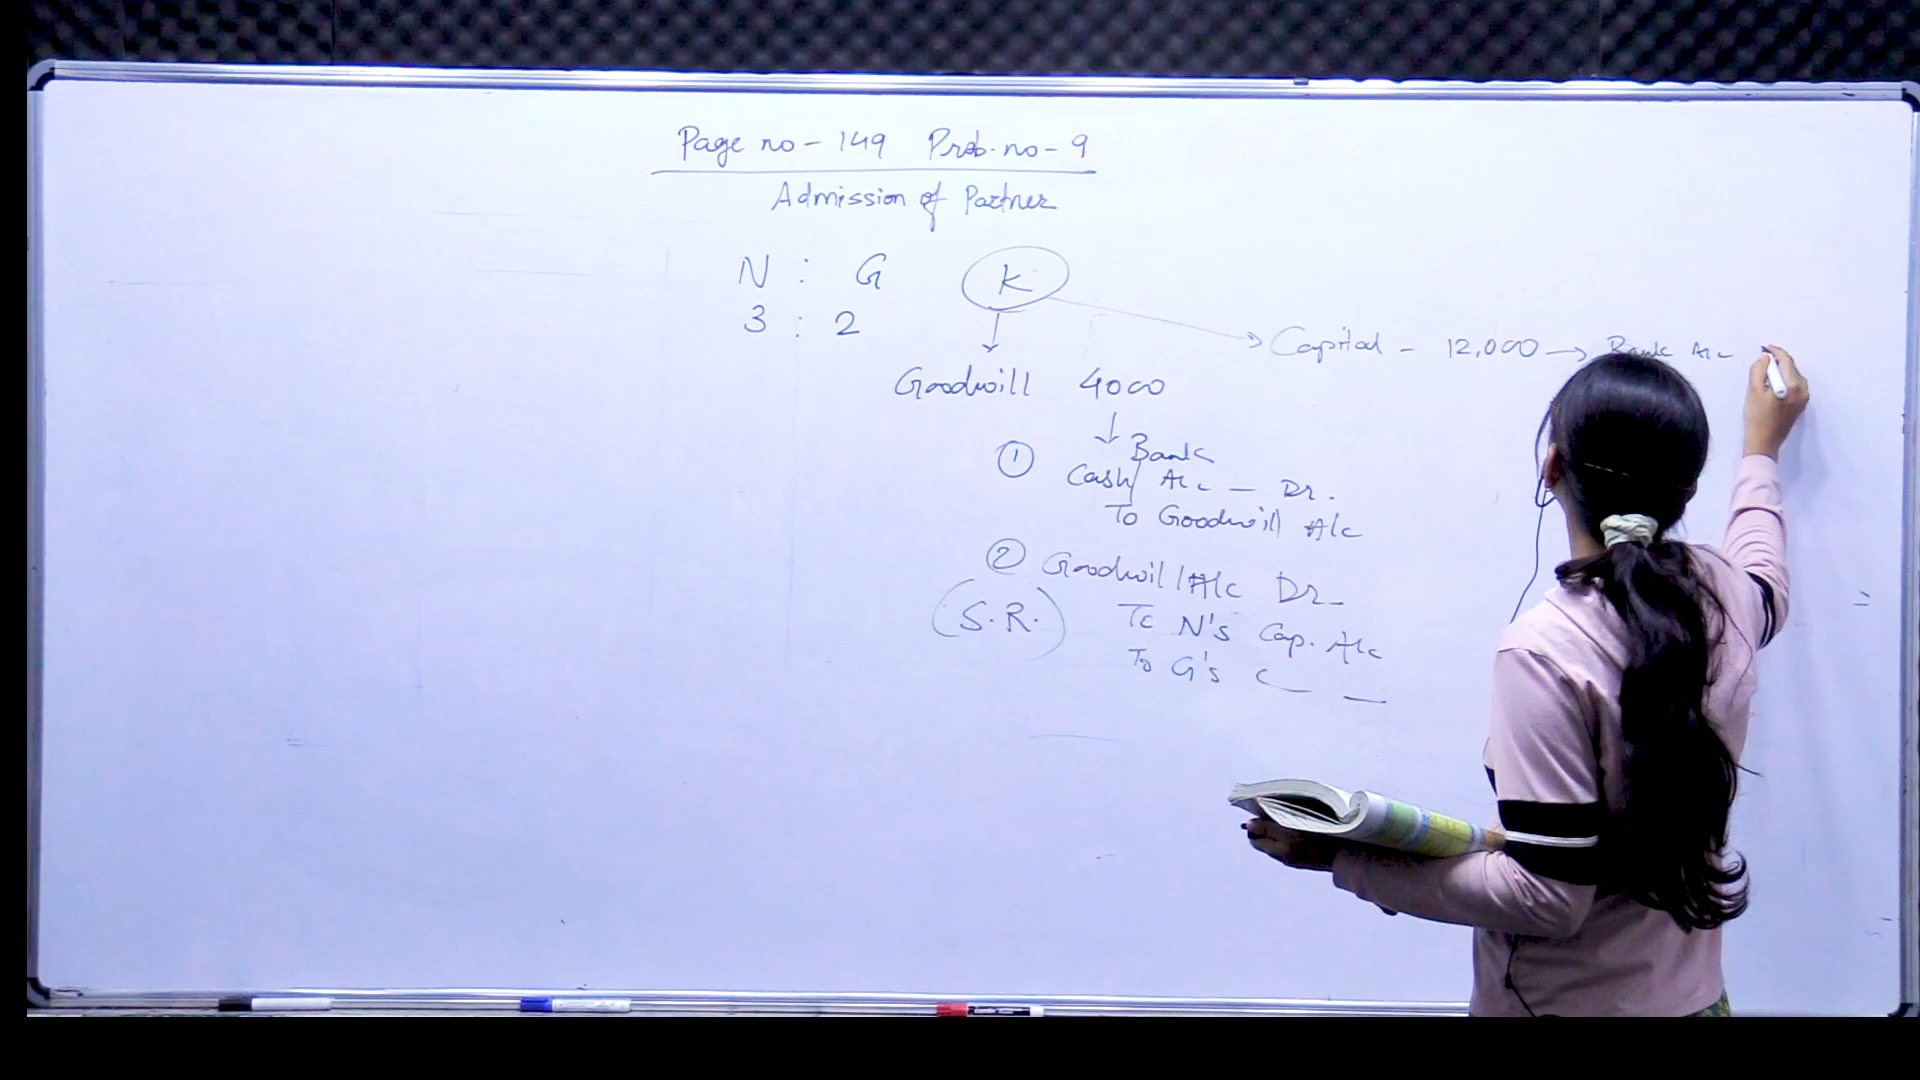 Page no - 149 Prob. no - 9
Admission of Partner
N : G K
3 : 2
Capital - 12,000 → Bank A/c
Goodwill 4000
Bank
① Cash/ A/c - Dr.
To Goodwill A/c
② Goodwill A/c Dr-
(S.R.) To N's Cap. A/c
To G's